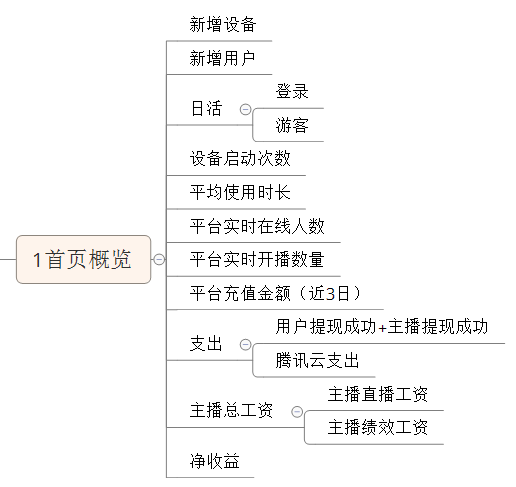 新增设备
新增用户
日活
登录
游客
设备启动次数
平均使用时长
平台实时在线人数
1首页概览
平台实时开播数量
平台充值金额（近3日）
支出
用户提现成功+主播提现成功
腾讯云支出
主播总工资
主播直播工资
主播绩效工资
净收益